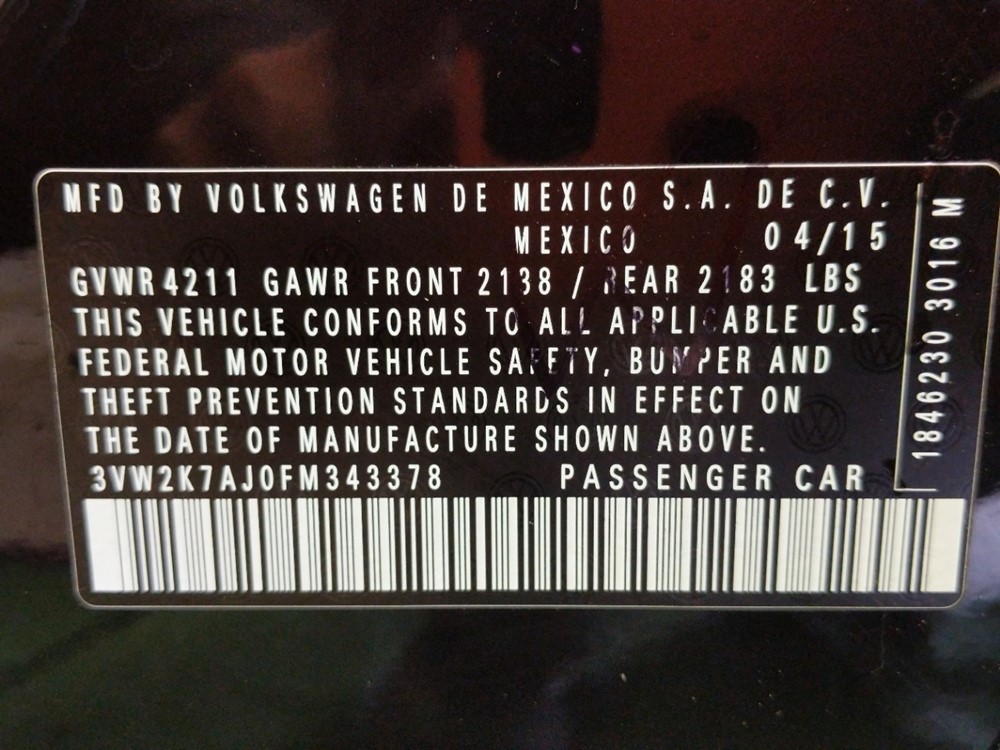 MFD BY VOLKSWAGEN DE MEXICO S.A. DE C.V.
MEXICO 04/15
GVWR 4211 GAWR FRONT 2138 / REAR 2183 LBS
THIS VEHICLE CONFORMS TO ALL APPLICABLE U.S.
FEDERAL MOTOR VEHICLE SAFETY, BUMPER AND
THEFT PREVENTION STANDARDS IN EFFECT ON
THE DATE OF MANUFACTURE SHOWN ABOVE.
3VW2K7AJ0FM343378 PASSENGER CAR
1846230 3016 M